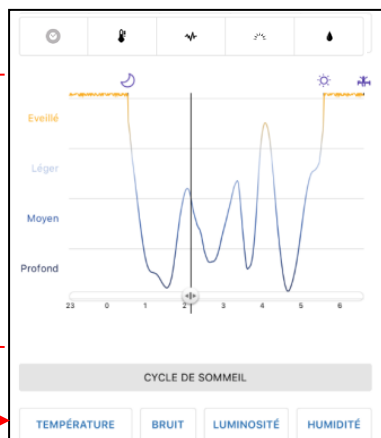 Eveillé
Léger
Moyen
Profond
23 0 1 2 3 4 5 6
CYCLE DE SOMMEIL
TEMPÉRATURE BRUIT LUMINOSITÉ HUMIDITÉ